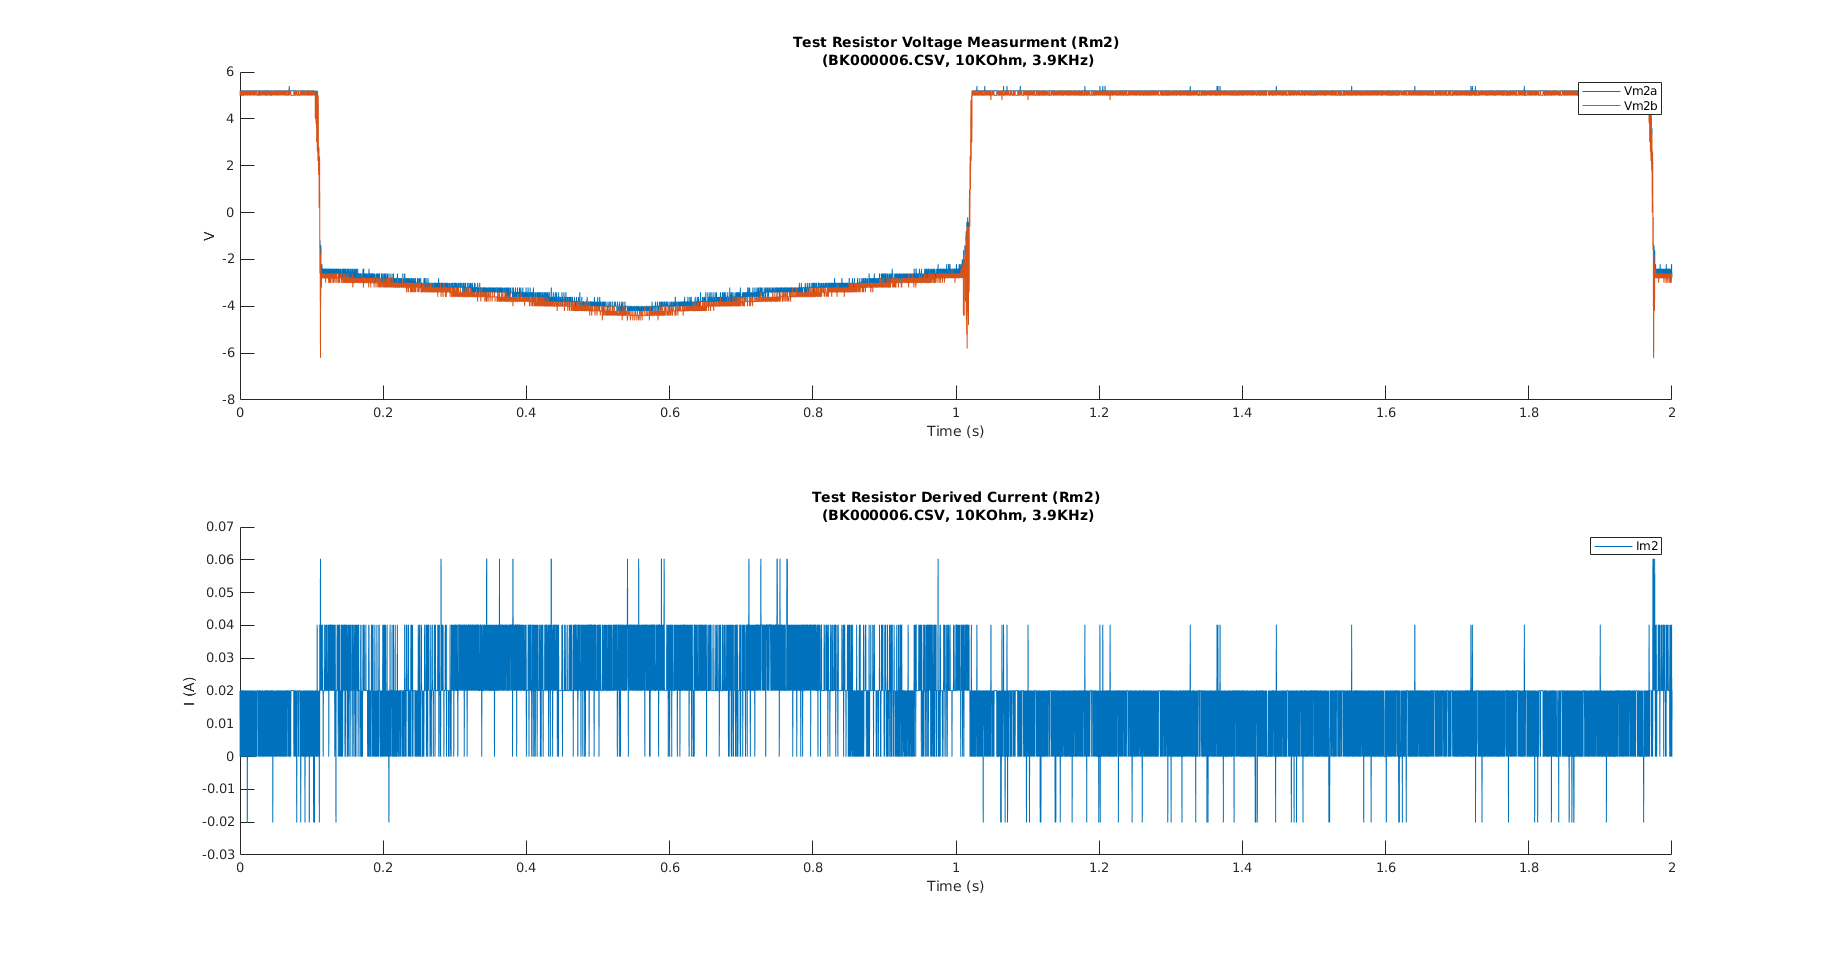 Test Resistor Voltage Measurment (Rm2)
(BK000006.CSV, 10KOhm, 3.9KHz)
6
4
2
0
-2
-4
-6
-8
V
Vm2a
Vm2b
0 0.2 0.4 0.6 0.8 1 1.2 1.4 1.6 1.8 2
Time (s)
Test Resistor Derived Current (Rm2)
(BK000006.CSV, 10KOhm, 3.9KHz)
0.07
0.06
0.05
0.04
0.03
0.02
0.01
0
-0.01
-0.02
-0.03
I (A)
Im2
0 0.2 0.4 0.6 0.8 1 1.2 1.4 1.6 1.8 2
Time (s)